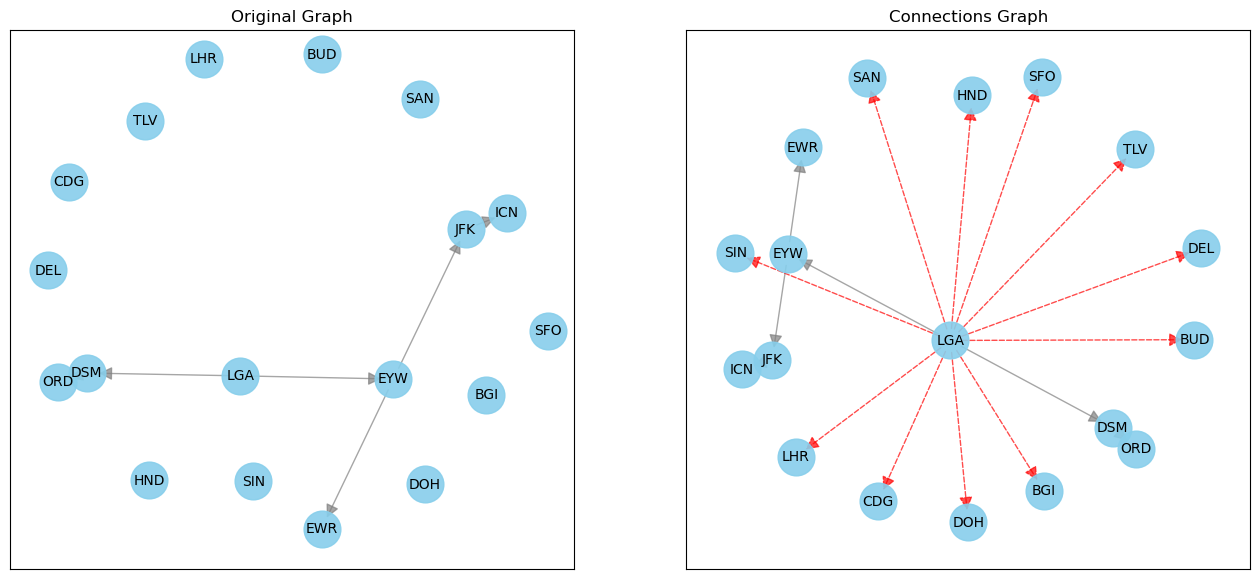 Original Graph
LHR
BUD
SAN
TLV
CDG
ICN
JFK
DEL
SFO
DSM
ORD
LGA
EYW
BGI
HND
SIN
DOH
EWR
Connections Graph
SAN
SFO
HND
EWR
TLV
SIN
EYW
DEL
LGA
BUD
JFK
ICN
DSM
ORD
LHR
CDG
BGI
DOH